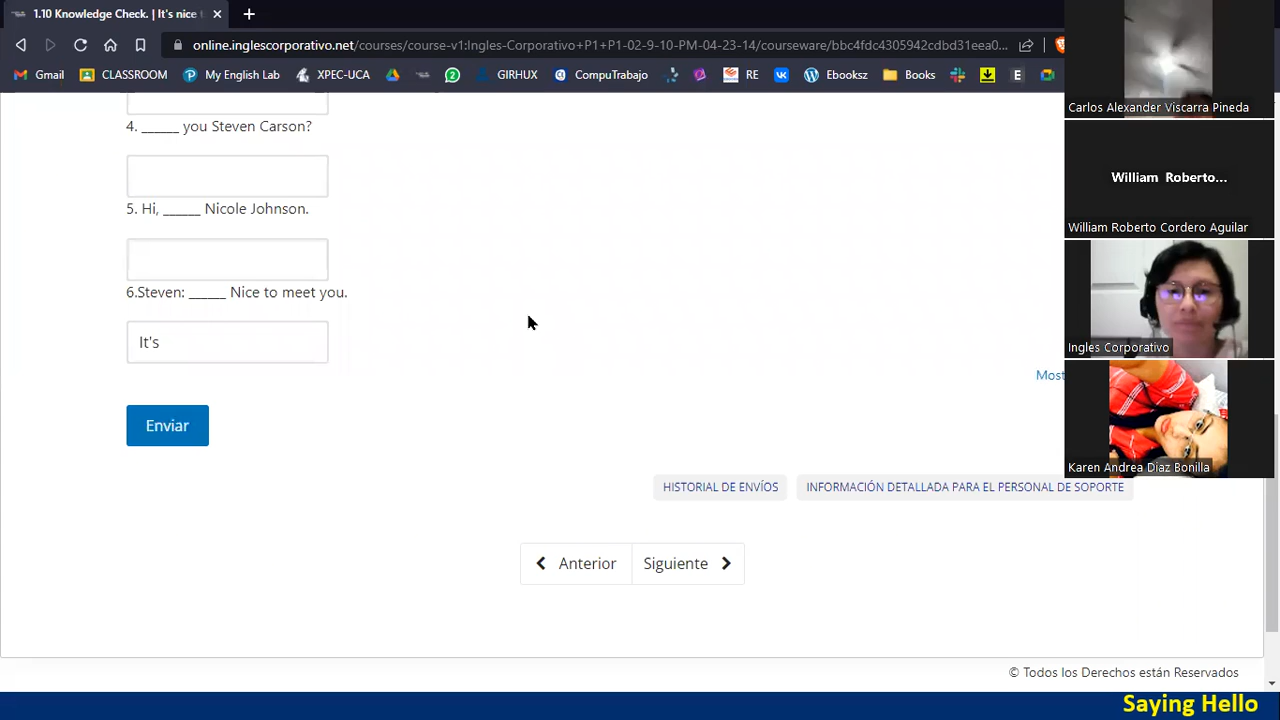 1.10 Knowledge Check. | It's nice
online.inglescorporativo.net/courses/course-v1:Ingles-Corporativo+P1+P1-02-9-10-PM-04-23-14/courseware/bbc4fdc4305942cdbd31eea0...
Gmail CLASSROOM My English Lab XPEC-UCA GIRHUX CompuTrabajo RE Ebooksz Books
4. ______ you Steven Carson?
5. Hi, ______ Nicole Johnson.
6.Steven: ______ Nice to meet you.
It's
Most
Enviar
HISTORIAL DE ENVÍOS INFORMACIÓN DETALLADA PARA EL PERSONAL DE SOPORTE
Anterior Siguiente
© Todos los Derechos están Reservados
Saying Hello
Carlos Alexander Viscarra Pineda
William Roberto...
William Roberto Cordero Aguilar
Ingles Corporativo
Karen Andrea Diaz Bonilla